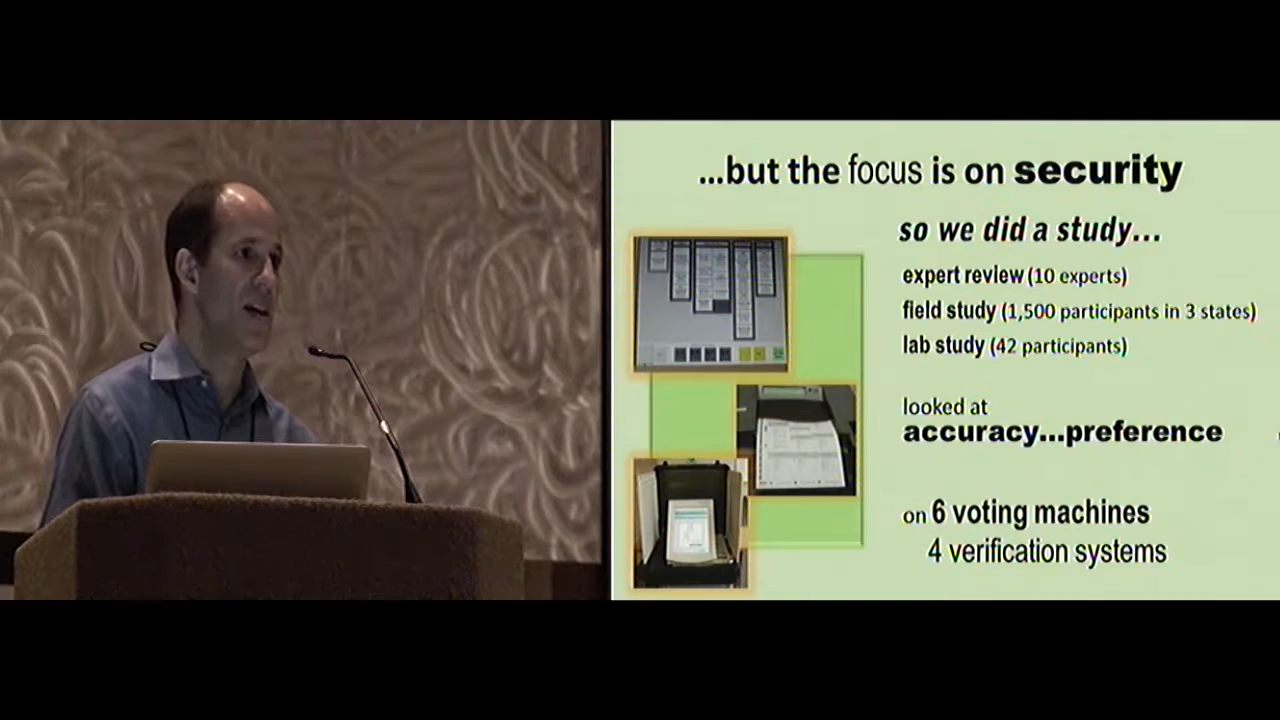 ...but the focus is on security
so we did a study...
expert review (10 experts)
field study (1,500 participants in 3 states)
lab study (42 participants)
looked at
accuracy...preference
on 6 voting machines
4 verification systems